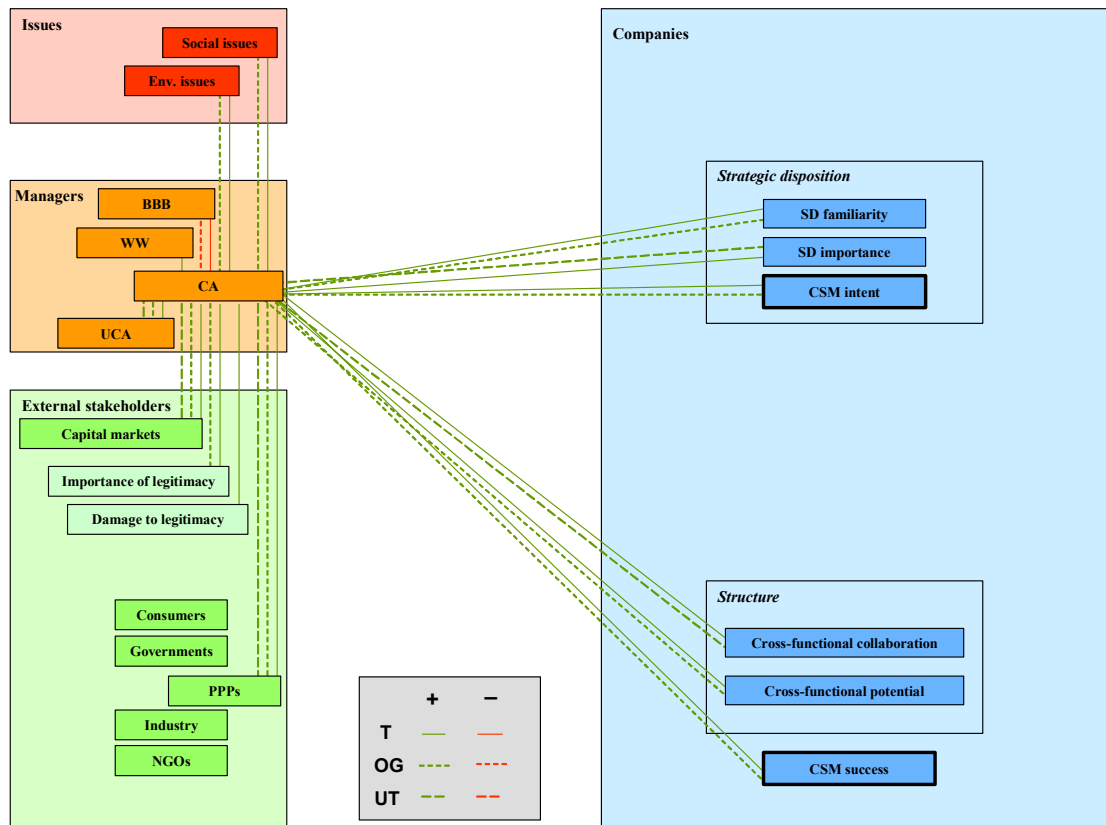 Issues
Social issues
Env. issues
Managers
BBB
WW
CA
UCA
External stakeholders
Capital markets
Importance of legitimacy
Damage to legitimacy
Consumers
Governments
PPPs
Industry
NGOs
+ −
T
OG
UT
Companies
Strategic disposition
SD familiarity
SD importance
CSM intent
Structure
Cross-functional collaboration
Cross-functional potential
CSM success